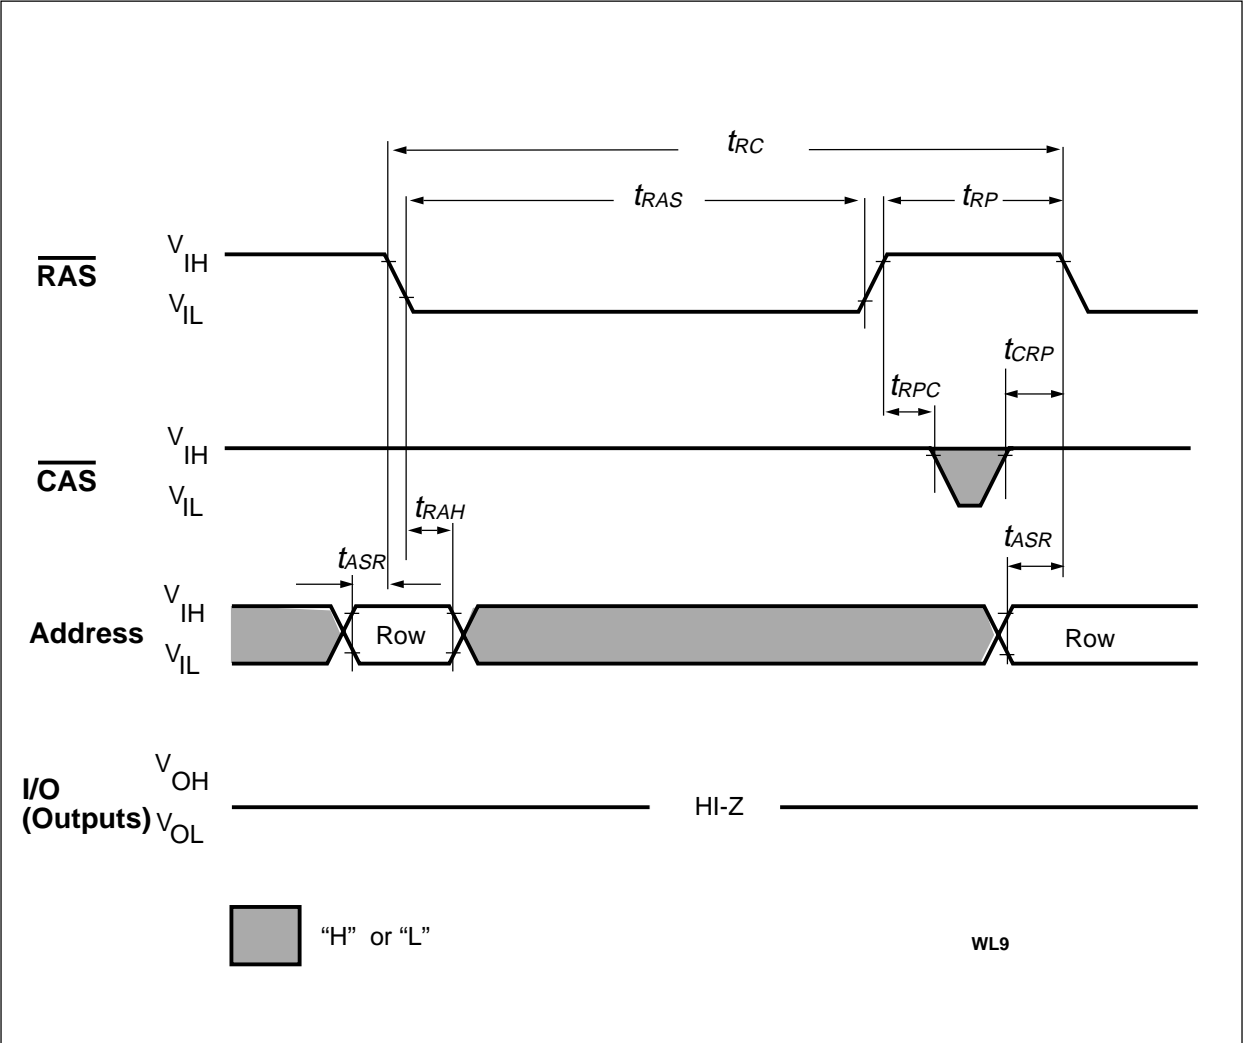 tRC
tRAS
tRP
RAS
VIH
VIL
tCRP
tRPC
CAS
VIH
VIL
tRAH
tASR
tASR
Address
VIH
VIL
Row
Row
I/O
(Outputs)
VOH
VOL
HI-Z
“H” or “L”
WL9